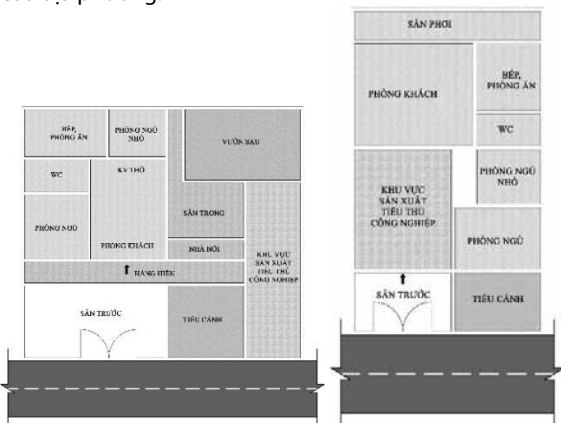 BẾP,
PHÒNG ĂN
PHÒNG NGỦ
NHỎ
VƯỜN SAU
WC
KV THỜ
SÂN TRONG
PHÒNG NGỦ
PHÒNG KHÁCH
NHÀ NỐI
KHU VỰC
SẢN XUẤT
TIỂU THỦ
CÔNG NGHIỆP
HÀNG HIÊN
SÂN TRƯỚC
TIỂU CẢNH
SÂN PHƠI
PHÒNG KHÁCH
BẾP,
PHÒNG ĂN
WC
KHU VỰC
SẢN XUẤT
TIỂU THỦ
CÔNG NGHIỆP
PHÒNG NGỦ
NHỎ
PHÒNG NGỦ
SÂN TRƯỚC
TIỂU CẢNH